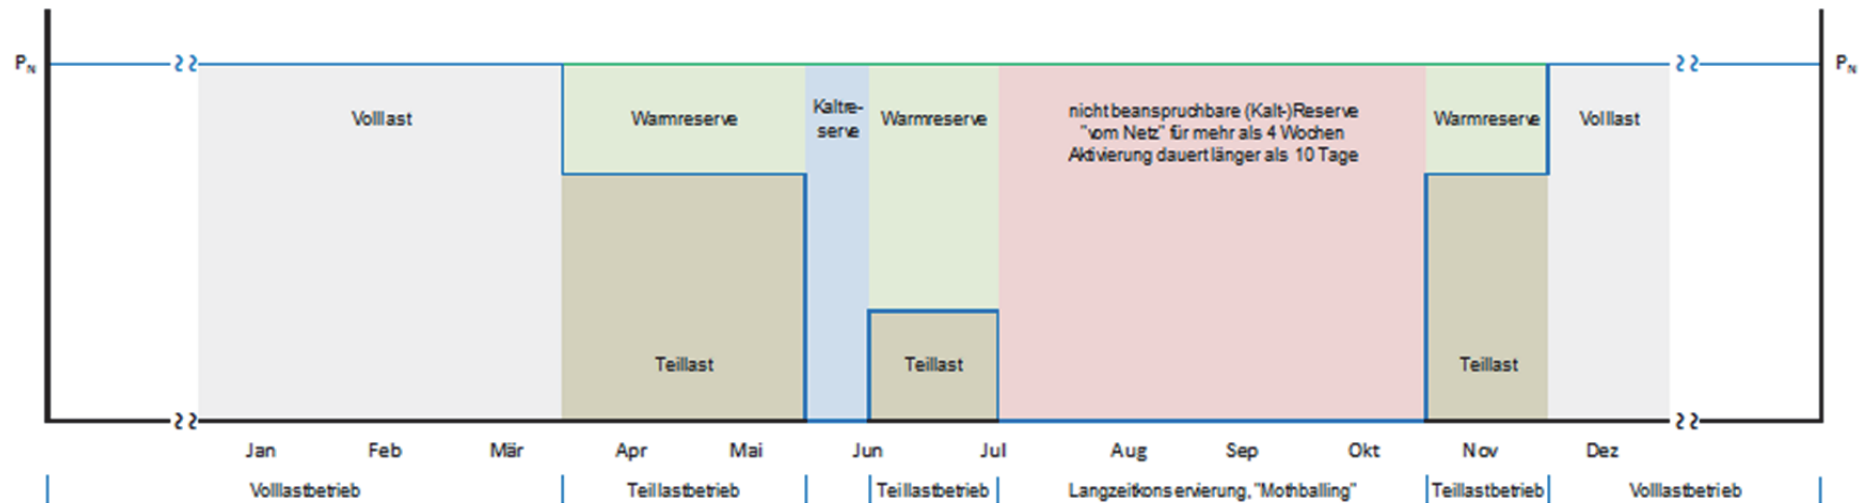 P_N
P_N
Volllast
Warmreserve
Kaltre-
serve
Warmreserve
nicht beanspruchbare (Kalt-)Reserve
"vom Netz" für mehr als 4 Wochen
Aktivierung dauert länger als 10 Tage
Warmreserve
Volllast
Teillast
Teillast
Teillast
Jan Feb Mär Apr Mai Jun Jul Aug Sep Okt Nov Dez
Volllastbetrieb Teillastbetrieb Teillastbetrieb Langzeitkonservierung, "Mothballing" Teillastbetrieb Volllastbetrieb